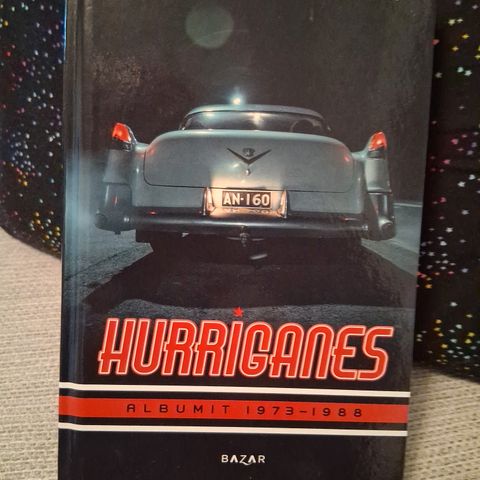 AN-160
HURRIGANES
ALBUMIT 1973-1988
BAZAR